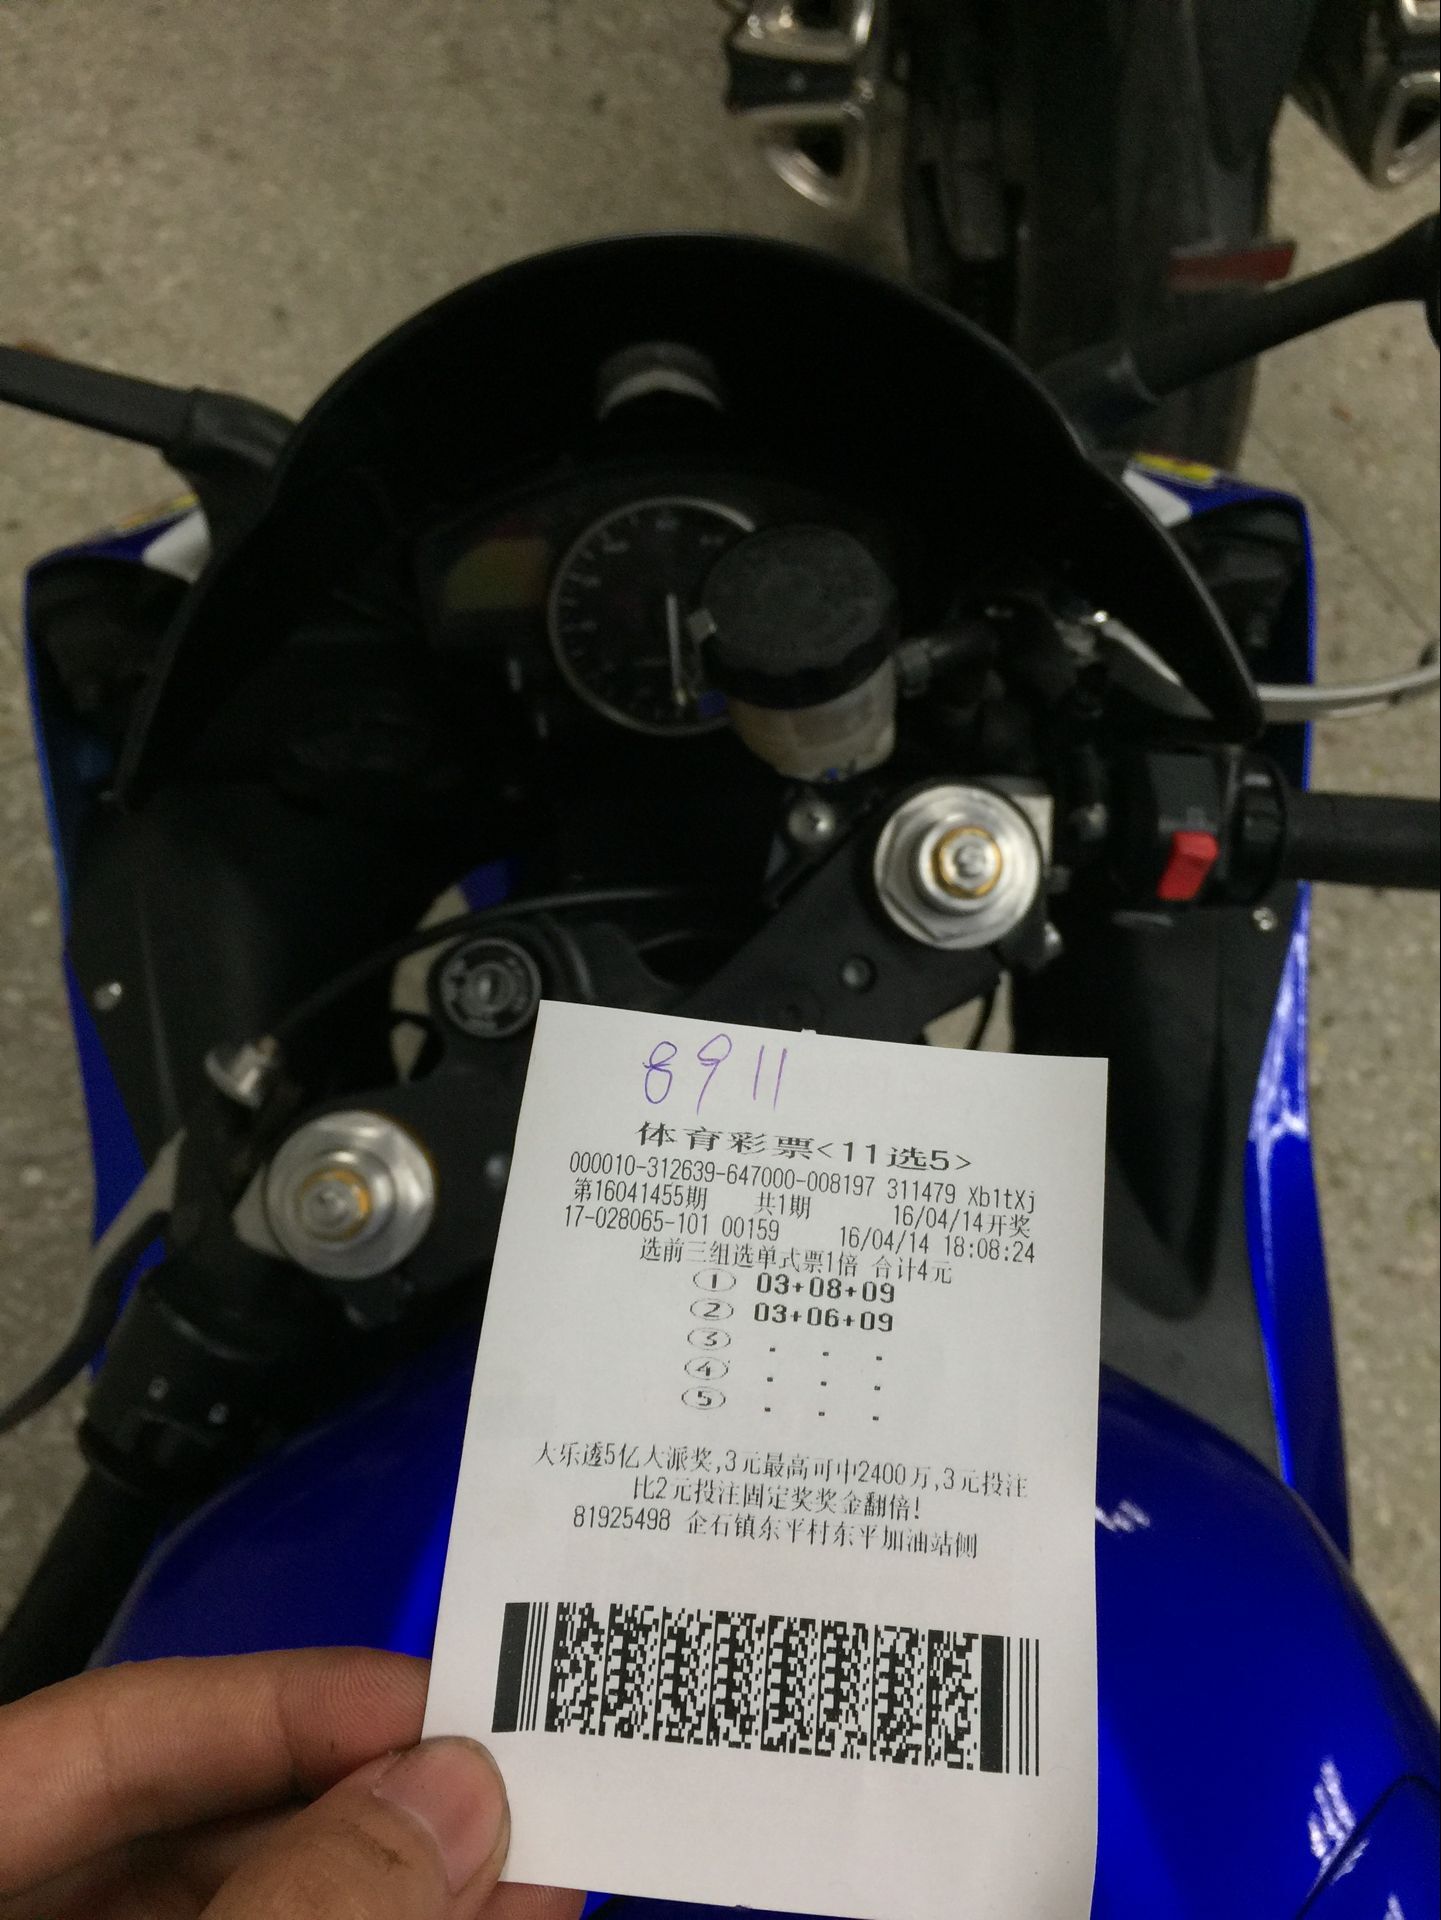 8 9 11
体育彩票<11选5>
000010-312639-647000-008197 311479 Xb1tXj
第16041455期 共1期 16/04/14开奖
17-028065-101 00159 16/04/14 18:08:24
选前三组选单式票1倍 合计4元
① 03+08+09
② 03+06+09
③ . . .
④ . . .
⑤ . . .
大乐透5亿大派奖,3元最高可中2400万,3元投注
比2元投注固定奖奖金翻倍!
81925498 企石镇东平村东平加油站侧